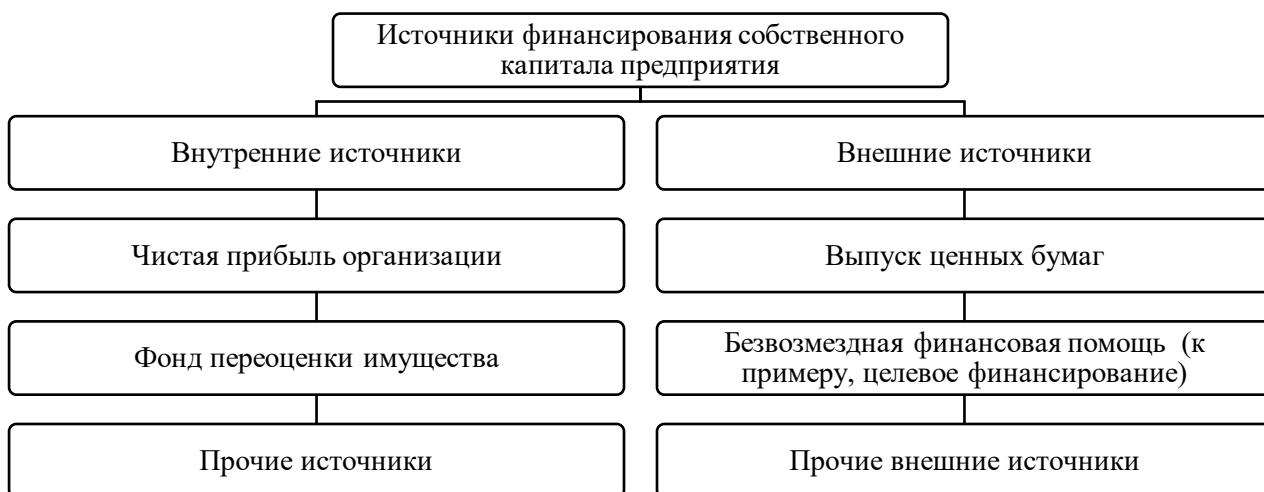 Источники финансирования собственного
капитала предприятия
Внутренние источники
Внешние источники
Чистая прибыль организации
Выпуск ценных бумаг
Фонд переоценки имущества
Безвозмездная финансовая помощь (к
примеру, целевое финансирование)
Прочие источники
Прочие внешние источники